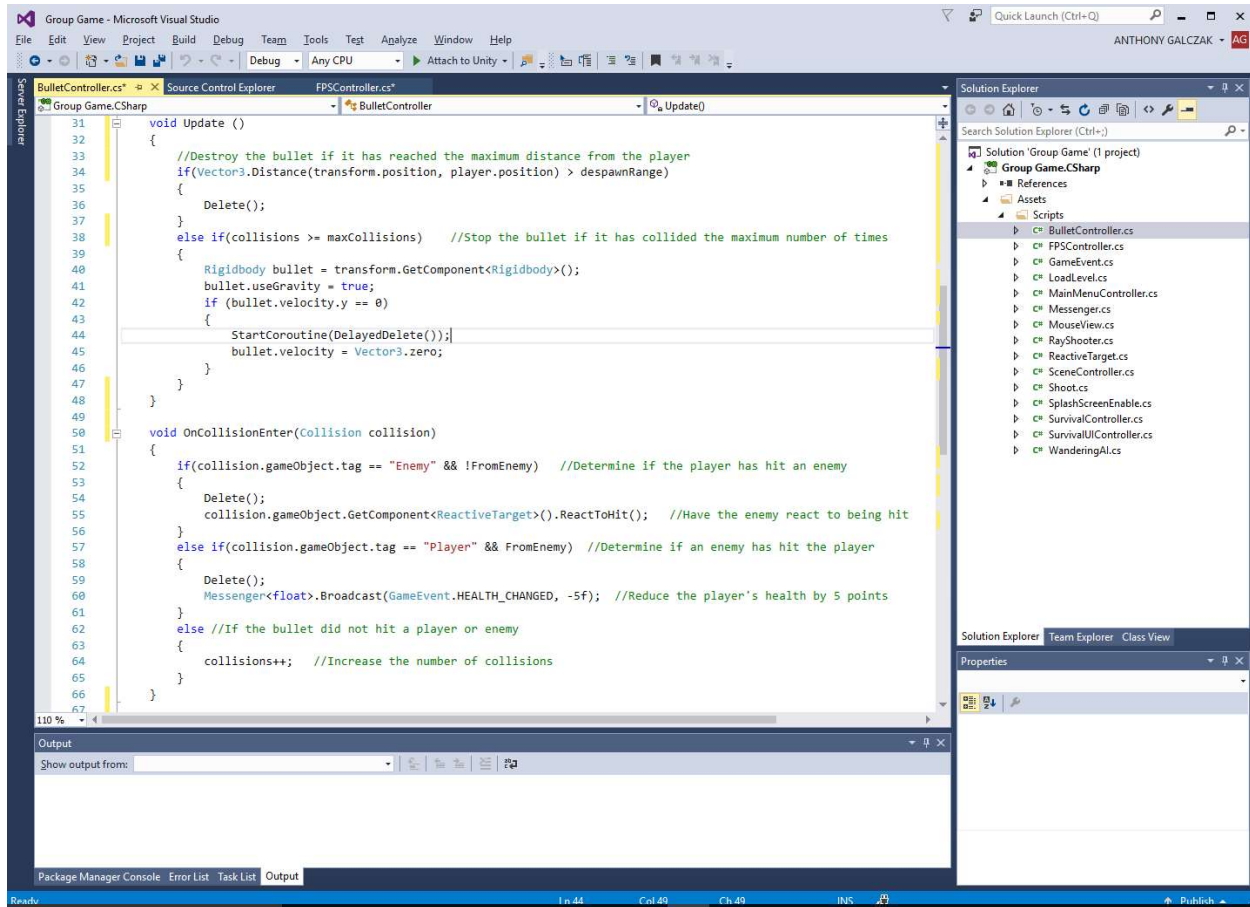 Group Game - Microsoft Visual Studio
Quick Launch (Ctrl+Q)
File Edit View Project Build Debug Team Tools Test Analyze Window Help
ANTHONY GALCZAK AG
Debug Any CPU Attach to Unity
Server Explorer
BulletController.cs* Source Control Explorer FPSController.cs*
Group Game.CSharp BulletController Update()
31 void Update ()
32 {
33 //Destroy the bullet if it has reached the maximum distance from the player
34 if(Vector3.Distance(transform.position, player.position) > despawnRange)
35 {
36 Delete();
37 }
38 else if(collisions >= maxCollisions) //Stop the bullet if it has collided the maximum number of times
39 {
40 Rigidbody bullet = transform.GetComponent<Rigidbody>();
41 bullet.useGravity = true;
42 if (bullet.velocity.y == 0)
43 {
44 StartCoroutine(DelayedDelete());
45 bullet.velocity = Vector3.zero;
46 }
47 }
48 }
49
50 void OnCollisionEnter(Collision collision)
51 {
52 if(collision.gameObject.tag == "Enemy" && !FromEnemy) //Determine if the player has hit an enemy
53 {
54 Delete();
55 collision.gameObject.GetComponent<ReactiveTarget>().ReactToHit(); //Have the enemy react to being hit
56 }
57 else if(collision.gameObject.tag == "Player" && FromEnemy) //Determine if an enemy has hit the player
58 {
59 Delete();
60 Messenger<float>.Broadcast(GameEvent.HEALTH_CHANGED, -5f); //Reduce the player's health by 5 points
61 }
62 else //If the bullet did not hit a player or enemy
63 {
64 collisions++; //Increase the number of collisions
65 }
66 }
67
110 %
Output
Show output from:
Package Manager Console Error List Task List Output
Solution Explorer
Search Solution Explorer (Ctrl+;)
Solution 'Group Game' (1 project)
Group Game.CSharp
References
Assets
Scripts
C# BulletController.cs
C# FPSController.cs
C# GameEvent.cs
C# LoadLevel.cs
C# MainMenuController.cs
C# Messenger.cs
C# MouseView.cs
C# RayShooter.cs
C# ReactiveTarget.cs
C# SceneController.cs
C# Shoot.cs
C# SplashScreenEnable.cs
C# SurvivalController.cs
C# SurvivalUIController.cs
C# WanderingAI.cs
Solution Explorer Team Explorer Class View
Properties
Ready Ln 44 Col 49 Ch 49 INS Publish